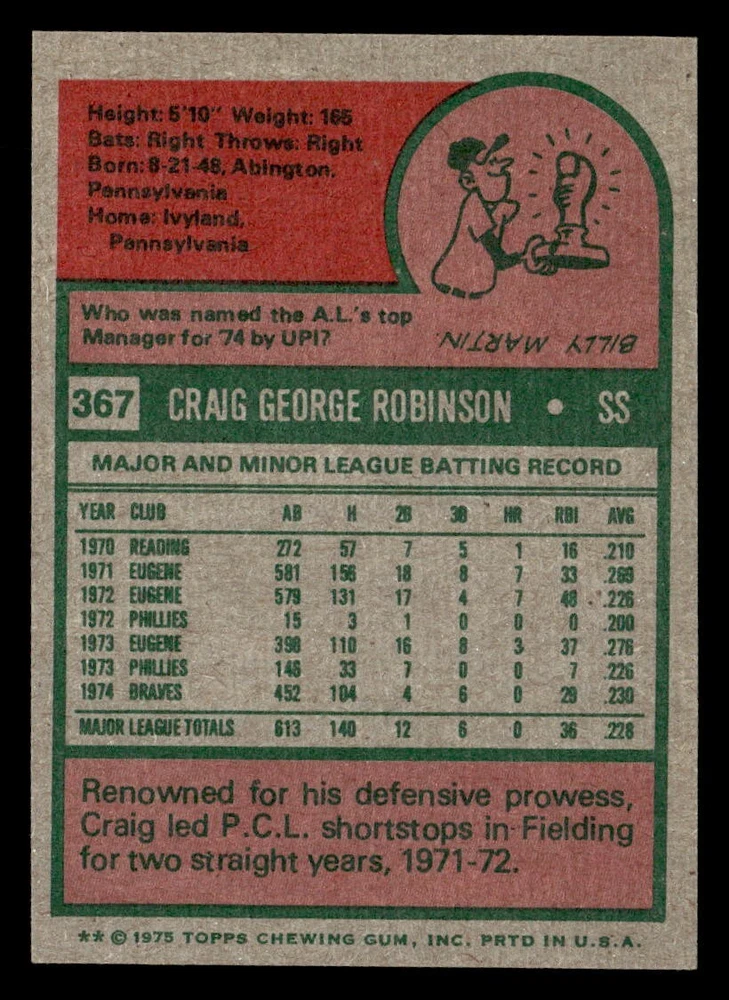 Height: 5'10" Weight: 165
Bats: Right Throws: Right
Born: 8-21-48, Abington,
Pennsylvania
Home: Ivyland,
Pennsylvania
Who was named the A.L.'s top
Manager for '74 by UPI?
BILLY MARTIN.
367 CRAIG GEORGE ROBINSON • SS
MAJOR AND MINOR LEAGUE BATTING RECORD
YEAR CLUB AB H 2B 3B HR RBI AVG
1970 READING 272 57 7 5 1 16 .210
1971 EUGENE 581 156 18 8 7 33 .269
1972 EUGENE 579 131 17 4 7 48 .226
1972 PHILLIES 15 3 1 0 0 0 .200
1973 EUGENE 398 110 16 8 3 37 .276
1973 PHILLIES 146 33 7 0 0 7 .226
1974 BRAVES 452 104 4 6 0 29 .230
MAJOR LEAGUE TOTALS 613 140 12 6 0 36 .228
Renowned for his defensive prowess,
Craig led P.C.L. shortstops in Fielding
for two straight years, 1971-72.
** © 1975 TOPPS CHEWING GUM, INC. PRTD IN U.S.A.